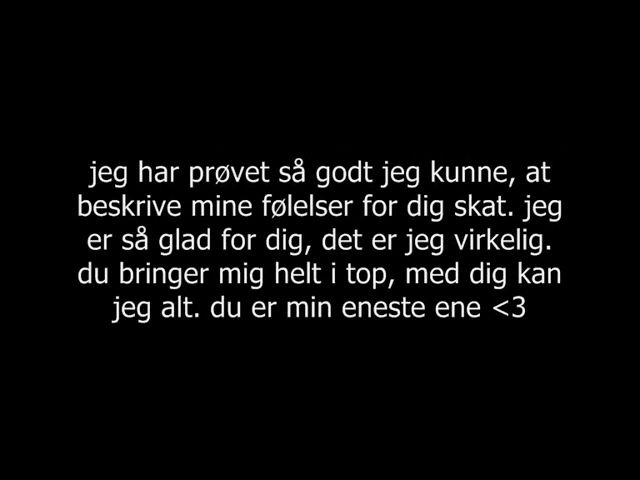 jeg har prøvet så godt jeg kunne, at
beskrive mine følelser for dig skat. jeg
er så glad for dig, det er jeg virkelig.
du bringer mig helt i top, med dig kan
jeg alt. du er min eneste ene <3